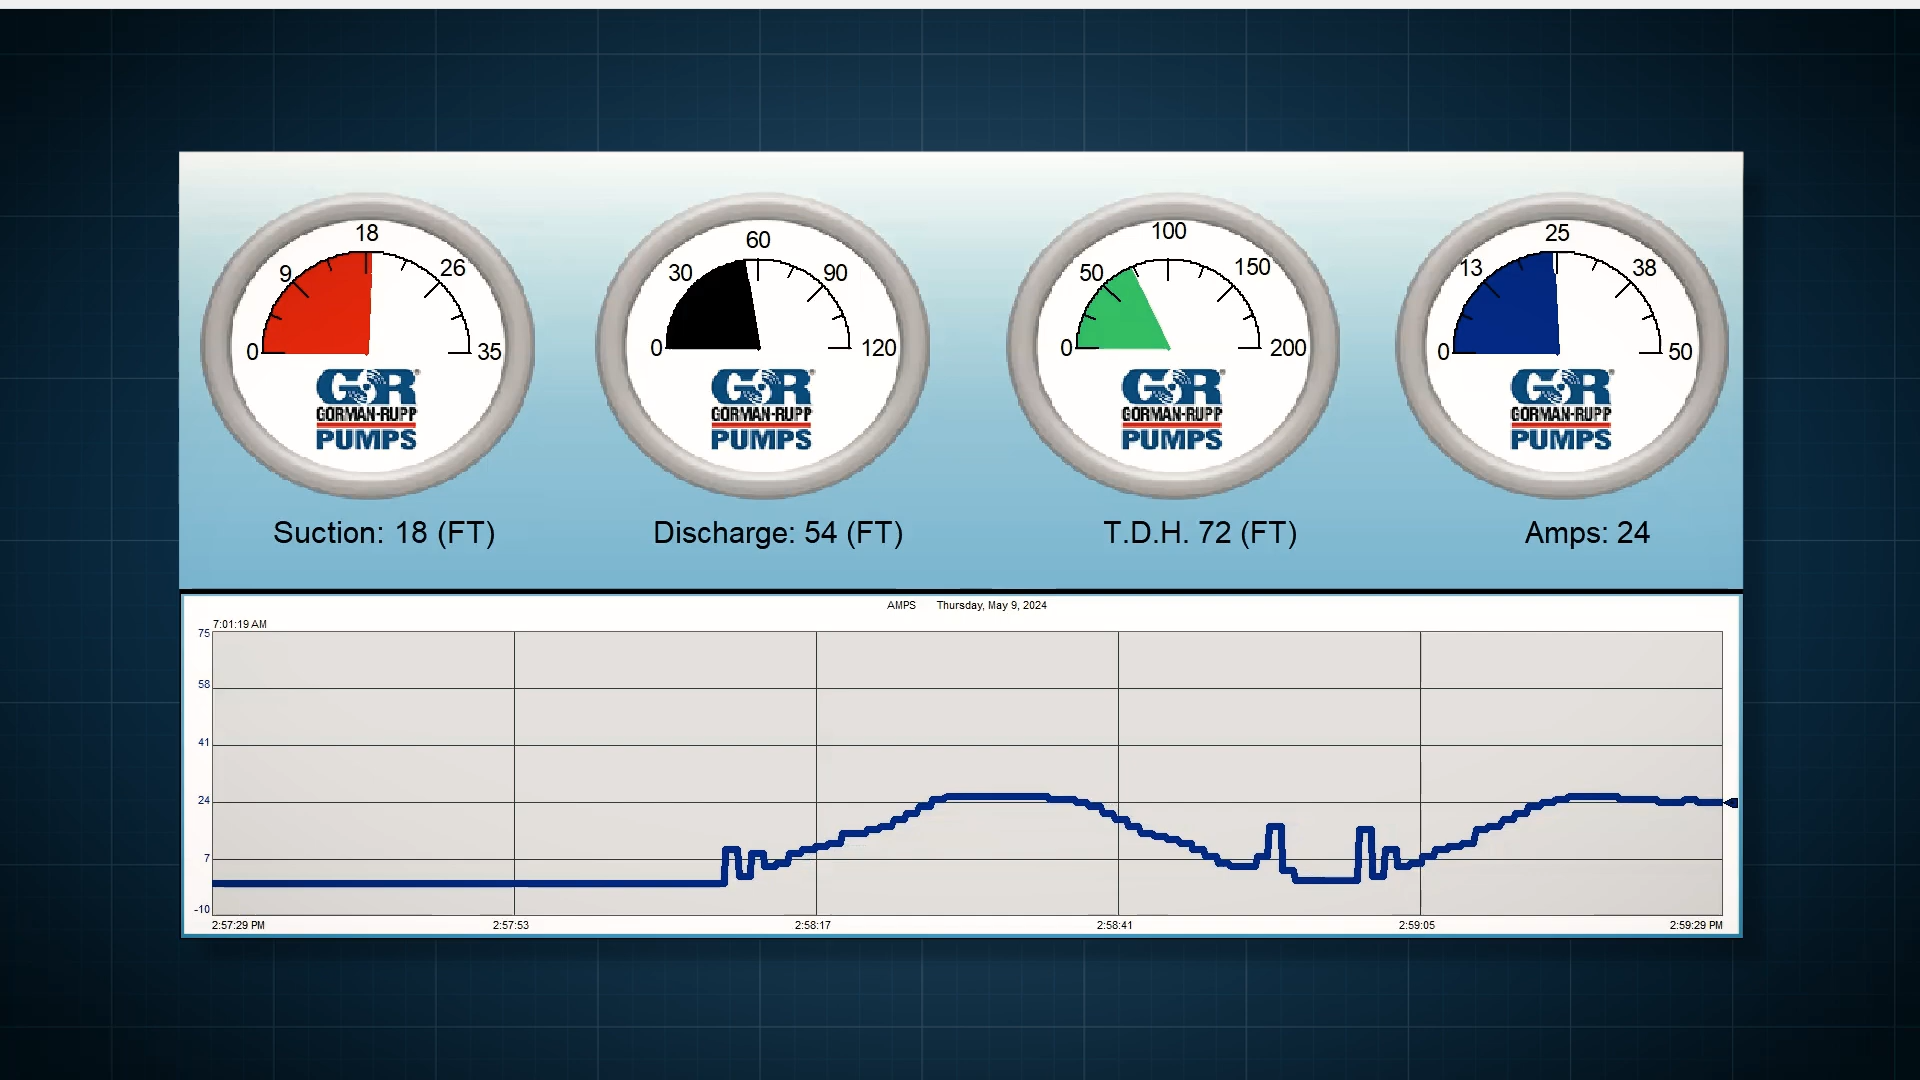 18
9
26
0
35
G&R®
GORMAN-RUPP
PUMPS
Suction: 18 (FT)
60
30
90
0
120
G&R®
GORMAN-RUPP
PUMPS
Discharge: 54 (FT)
100
50
150
0
200
G&R®
GORMAN-RUPP
PUMPS
T.D.H. 72 (FT)
25
13
38
0
50
G&R®
GORMAN-RUPP
PUMPS
Amps: 24
AMPS Thursday, May 9, 2024
7:01:19 AM
75
58
41
24
7
-10
2:57:29 PM 2:57:53 2:58:17 2:58:41 2:59:05 2:59:29 PM